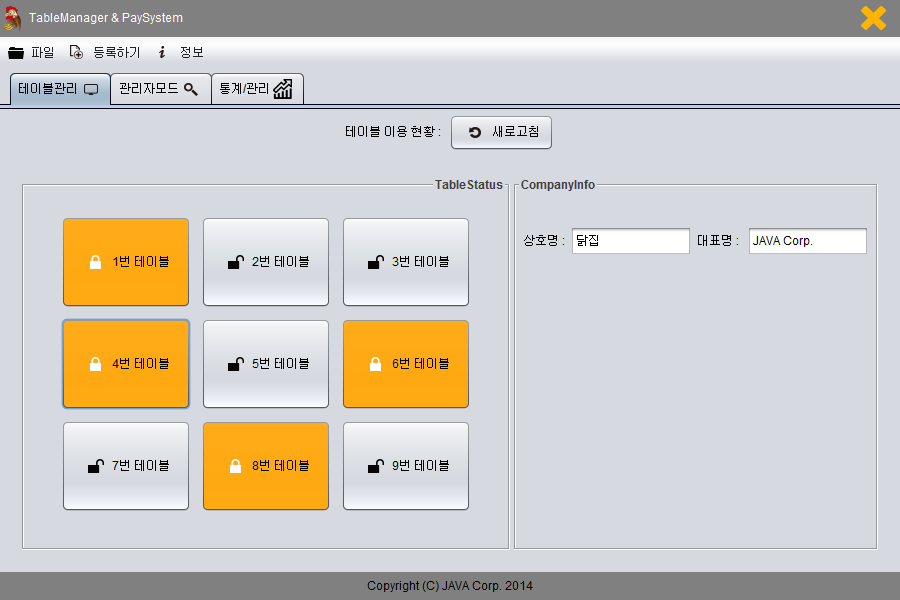 TableManager & PaySystem
파일 등록하기 정보
테이블관리 관리자모드 통계/관리
테이블 이용 현황 : 새로고침
TableStatus CompanyInfo
상호명 : 닭집 대표명 : JAVA Corp.
1번 테이블 2번 테이블 3번 테이블
4번 테이블 5번 테이블 6번 테이블
7번 테이블 8번 테이블 9번 테이블
Copyright (C) JAVA Corp. 2014